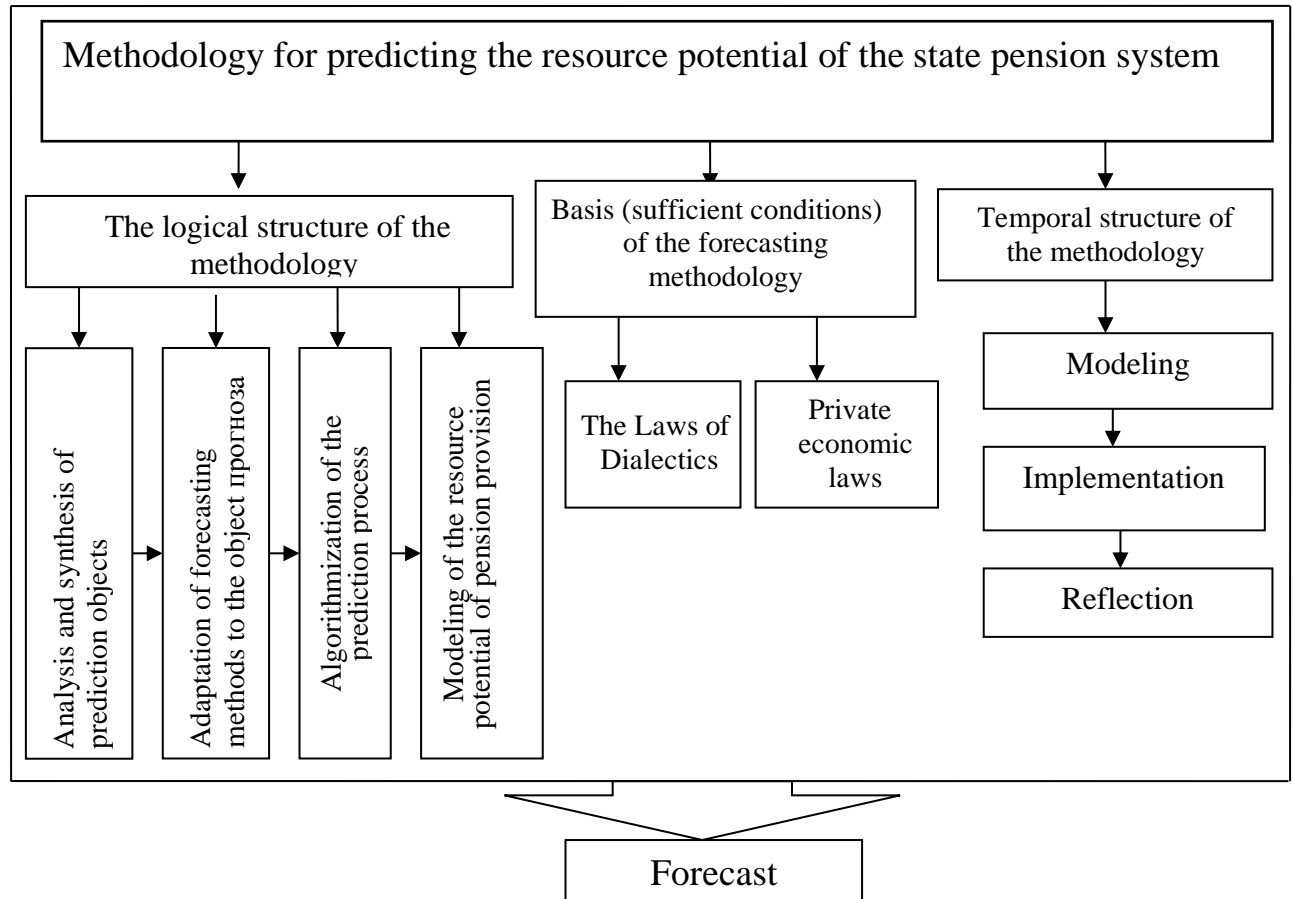 Methodology for predicting the resource potential of the state pension system
The logical structure of the
methodology
Basis (sufficient conditions)
of the forecasting
methodology
Temporal structure of
the methodology
Analysis and synthesis of
prediction objects
Adaptation of forecasting
methods to the object прогноза
Algorithmization of the
prediction process
Modeling of the resource
potential of pension provision
The Laws of
Dialectics
Private
economic
laws
Modeling
Implementation
Reflection
Forecast